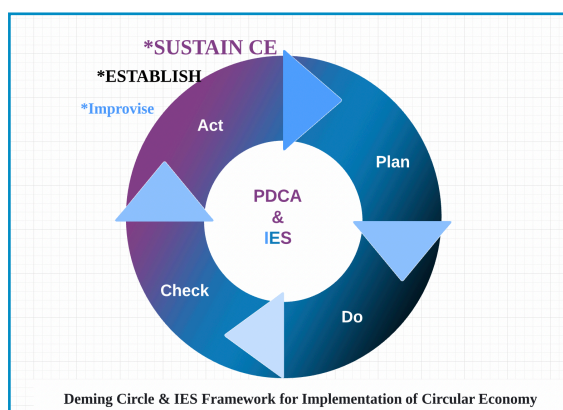 *SUSTAIN CE
*ESTABLISH
*Improvise
Act
Plan
PDCA
&
IES
Check
Do
Deming Circle & IES Framework for Implementation of Circular Economy